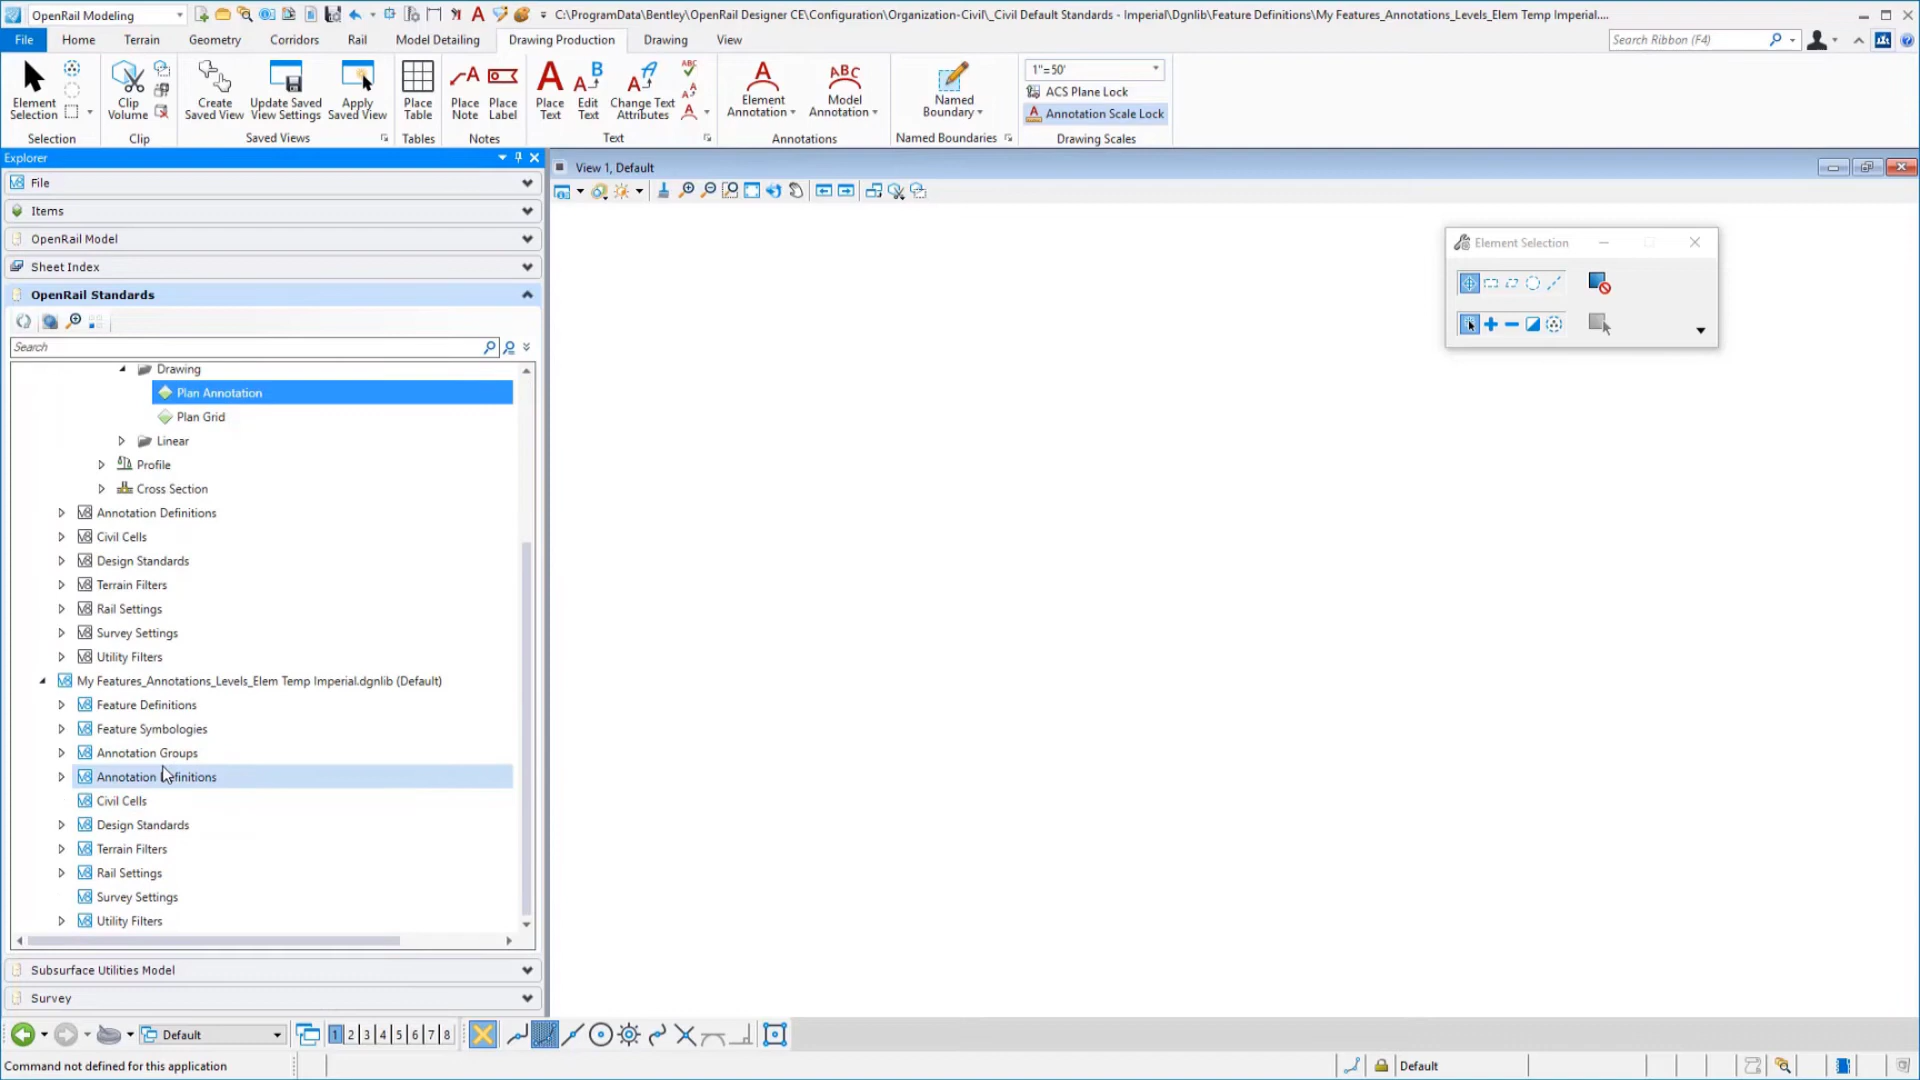 OpenRail Modeling
C:\ProgramData\Bentley\OpenRail Designer CE\Configuration\Organization-Civil\_Civil Default Standards - Imperial\Dgnlib\Feature Definitions\My Features_Annotations_Levels_Elem Temp Imperial....
File Home Terrain Geometry Corridors Rail Model Detailing Drawing Production Drawing View
Search Ribbon (F4)
Element Selection
Clip Volume
Create Saved View
Update Saved View Settings
Apply Saved View
Place Table
Place Note
Place Label
Place Text
Edit Text
Change Text Attributes
Element Annotation
Model Annotation
Named Boundary
1"=50'
ACS Plane Lock
Annotation Scale Lock
Selection Clip Saved Views Tables Notes Text Annotations Named Boundaries Drawing Scales
Explorer
File
Items
OpenRail Model
Sheet Index
OpenRail Standards
Search
Drawing
Plan Annotation
Plan Grid
Linear
Profile
Cross Section
Annotation Definitions
Civil Cells
Design Standards
Terrain Filters
Rail Settings
Survey Settings
Utility Filters
My Features_Annotations_Levels_Elem Temp Imperial.dgnlib (Default)
Feature Definitions
Feature Symbologies
Annotation Groups
Annotation Definitions
Civil Cells
Design Standards
Terrain Filters
Rail Settings
Survey Settings
Utility Filters
Subsurface Utilities Model
Survey
View 1, Default
Element Selection
Default
1 2 3 4 5 6 7 8
Command not defined for this application
Default